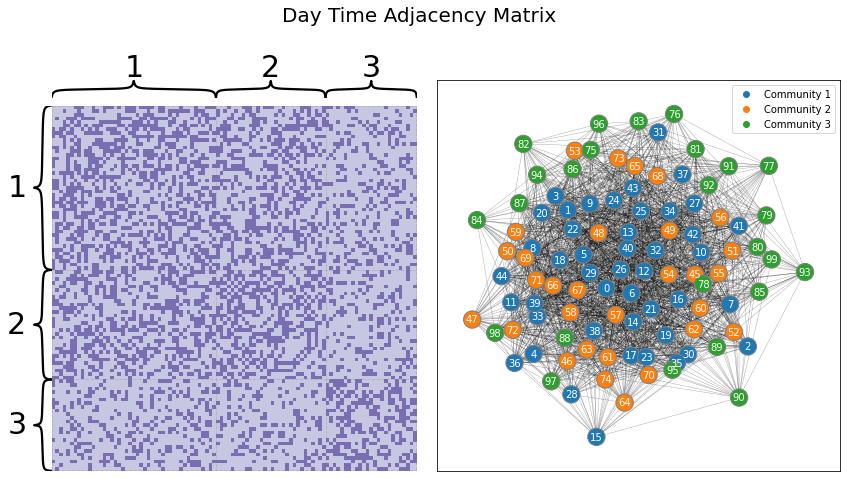 Day Time Adjacency Matrix
1 2 3
1
2
3
Community 1
Community 2
Community 3
76
96 83
31
82 53 75 81
73
65 91 77
94 86 68 37
43 92
3 24
87 20 1 9 25 34 27 79
84 22 56 41
59 48 13 49 42
50 8 40 32 10 51 80
69 18 5 99
44 29 26 12 54 45 55 93
71 66 67 0 6 78 85
11 39 16 7
33 58 57 21 60
47 72 14 62 52
98 88 38 19 89 2
4 63 61 17 23 30
36 46 35
97 74 70 95
28 64 90
15